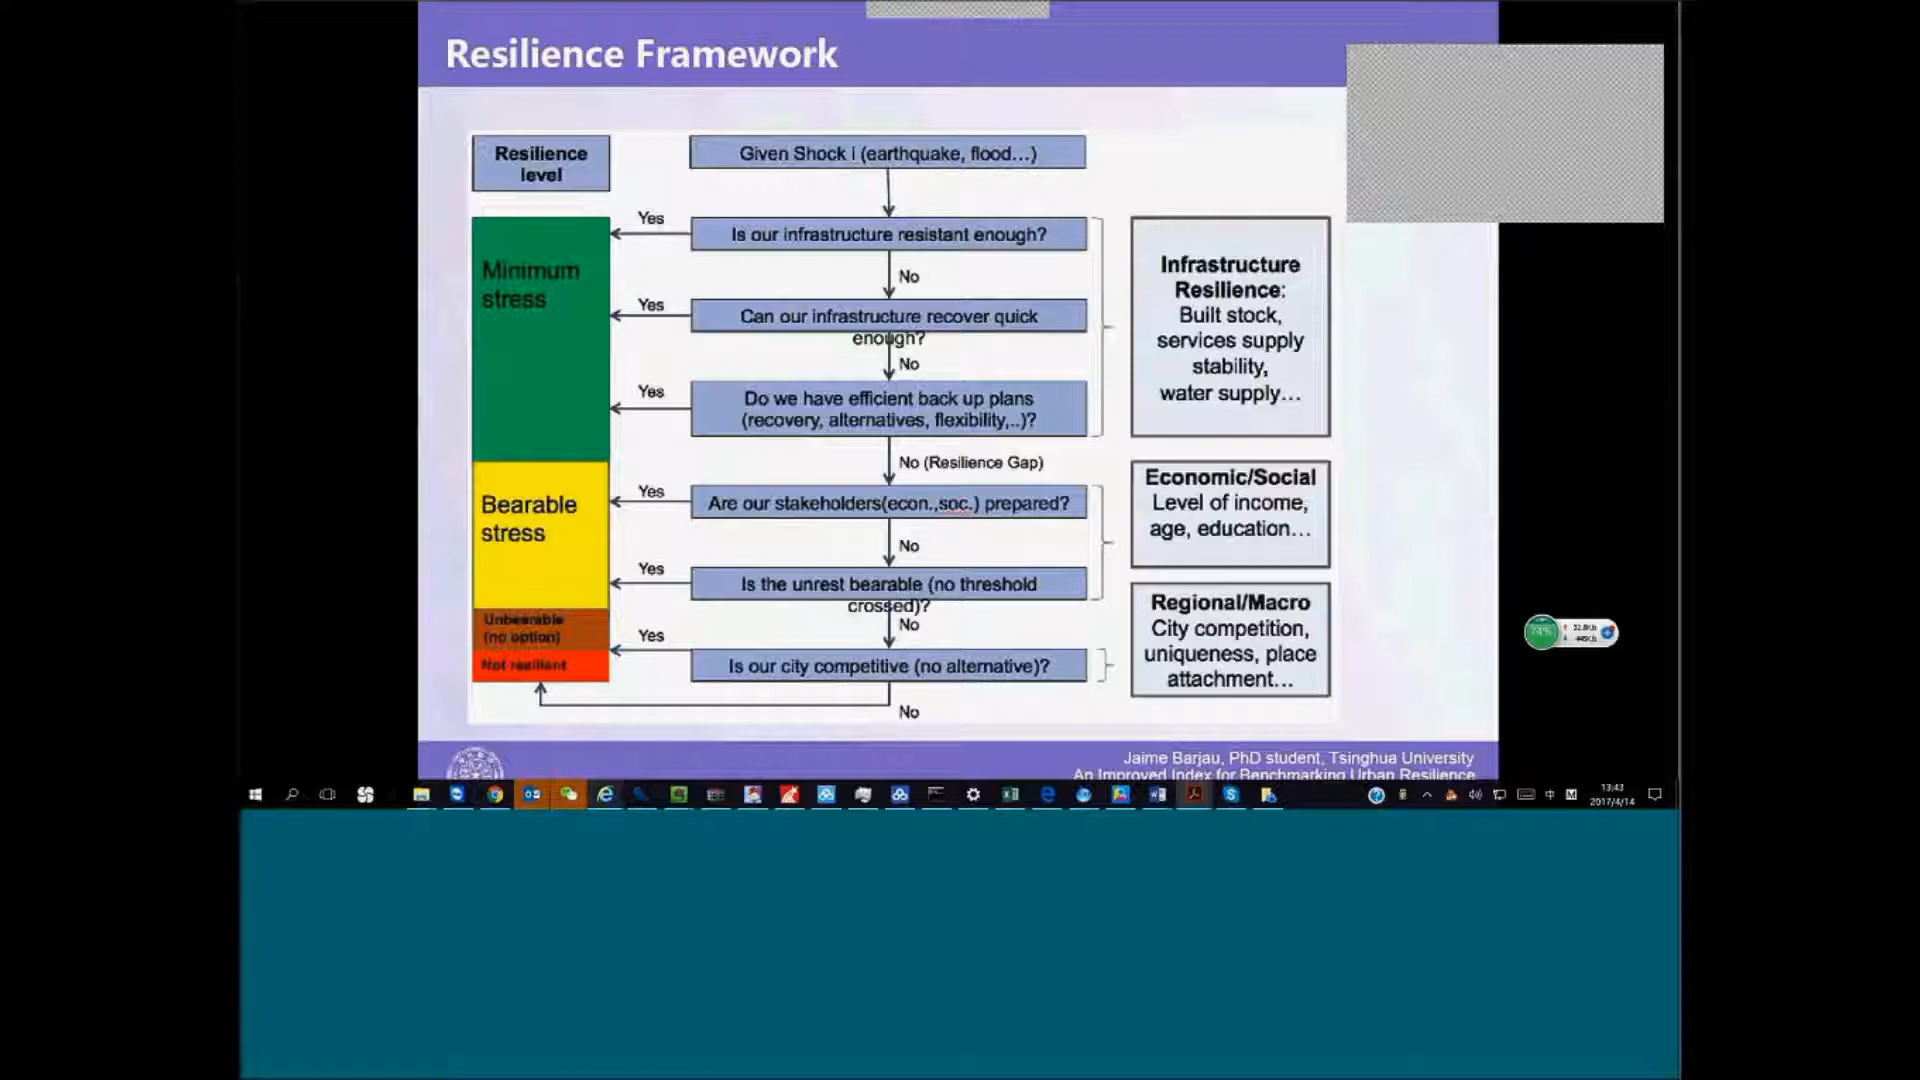 Resilience Framework
Resilience
level
Given Shock i (earthquake, flood...)
Yes
Is our infrastructure resistant enough?
No
Minimum
stress
Yes
Can our infrastructure recover quick
enough?
No
Yes
Do we have efficient back up plans
(recovery, alternatives, flexibility,..)?
No (Resilience Gap)
Infrastructure
Resilience:
Built stock,
services supply
stability,
water supply...
Bearable
stress
Yes
Are our stakeholders(econ.,soc.) prepared?
No
Yes
Is the unrest bearable (no threshold
crossed)?
No
Economic/Social
Level of income,
age, education...
Unbearable
(no option)
Not resilient
Yes
Is our city competitive (no alternative)?
No
Regional/Macro
City competition,
uniqueness, place
attachment...
Jaime Barjau, PhD student, Tsinghua University
An Improved Index for Benchmarking Urban Resilience
74%
中
M
13:43
2017/4/14